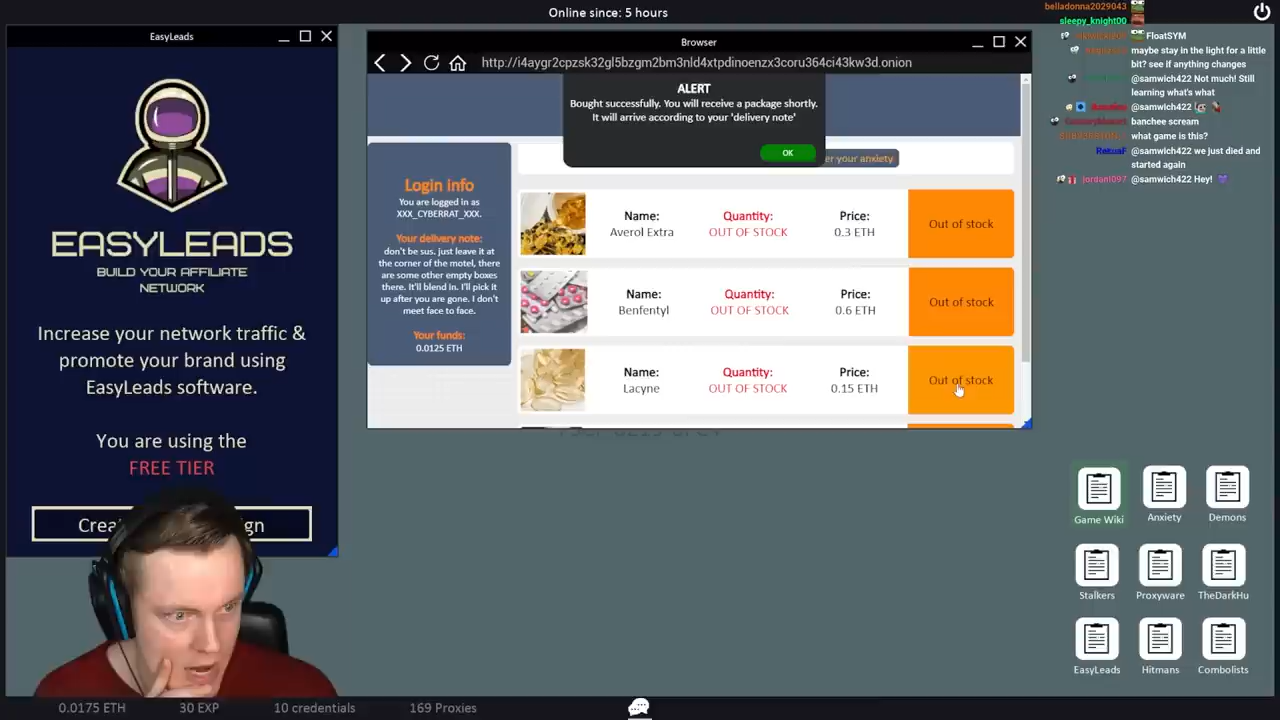 Online since: 5 hours
EasyLeads
EASYLEADS
BUILD YOUR AFFILIATE
NETWORK
Increase your network traffic &
promote your brand using
EasyLeads software.
You are using the
FREE TIER
Crea
gn
Browser
http://i4aygr2cpzsk32gl5bzgm2bm3nld4xtpdinoenzx3coru364ci43kw3d.onion
ALERT
Bought successfully. You will receive a package shortly.
It will arrive according to your 'delivery note'
OK
er your anxiety
Login info
You are logged in as
XXX_CYBERRAT_XXX.
Your delivery note:
don't be sus. just leave it at
the corner of the motel, there
are some other empty boxes
there. It'll blend in. I'll pick it
up after you are gone. I don't
meet face to face.
Your funds:
0.0125 ETH
Name: Quantity: Price:
Averol Extra OUT OF STOCK 0.3 ETH
Out of stock
Name: Quantity: Price:
Benfentyl OUT OF STOCK 0.6 ETH
Out of stock
Name: Quantity: Price:
Lacyne OUT OF STOCK 0.15 ETH
Out of stock
belladonna2029043
sleepy_knight00
FloatSYM
maybe stay in the light for a little
bit? see if anything changes
@samwich422 Not much! Still
learning what's what
@samwich422
banchee scream
what game is this?
@samwich422 we just died and
started again
jordanl097 @samwich422 Hey!
Game Wiki
Anxiety
Demons
Stalkers
Proxyware
TheDarkHu
EasyLeads
Hitmans
Combolists
0.0175 ETH 30 EXP 10 credentials 169 Proxies